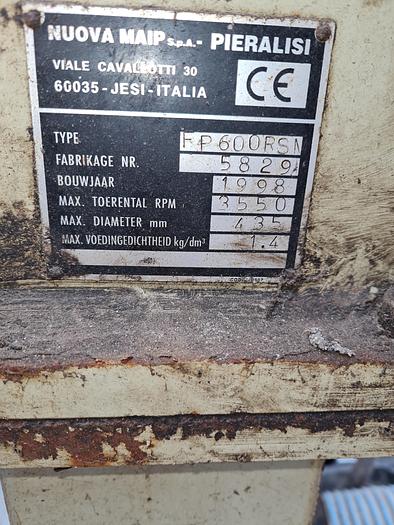 NUOVA MAIP S.p.A. - PIERALISI
VIALE CAVALLOTTI 30
60035 - JESI - ITALIA
CE
TYPE FP600RSM
FABRIKAGE NR. 5829
BOUWJAAR 1998
MAX. TOERENTAL RPM 3550
MAX. DIAMETER mm 435
MAX. VOEDINGDICHTHEID kg/dm³ 1.4